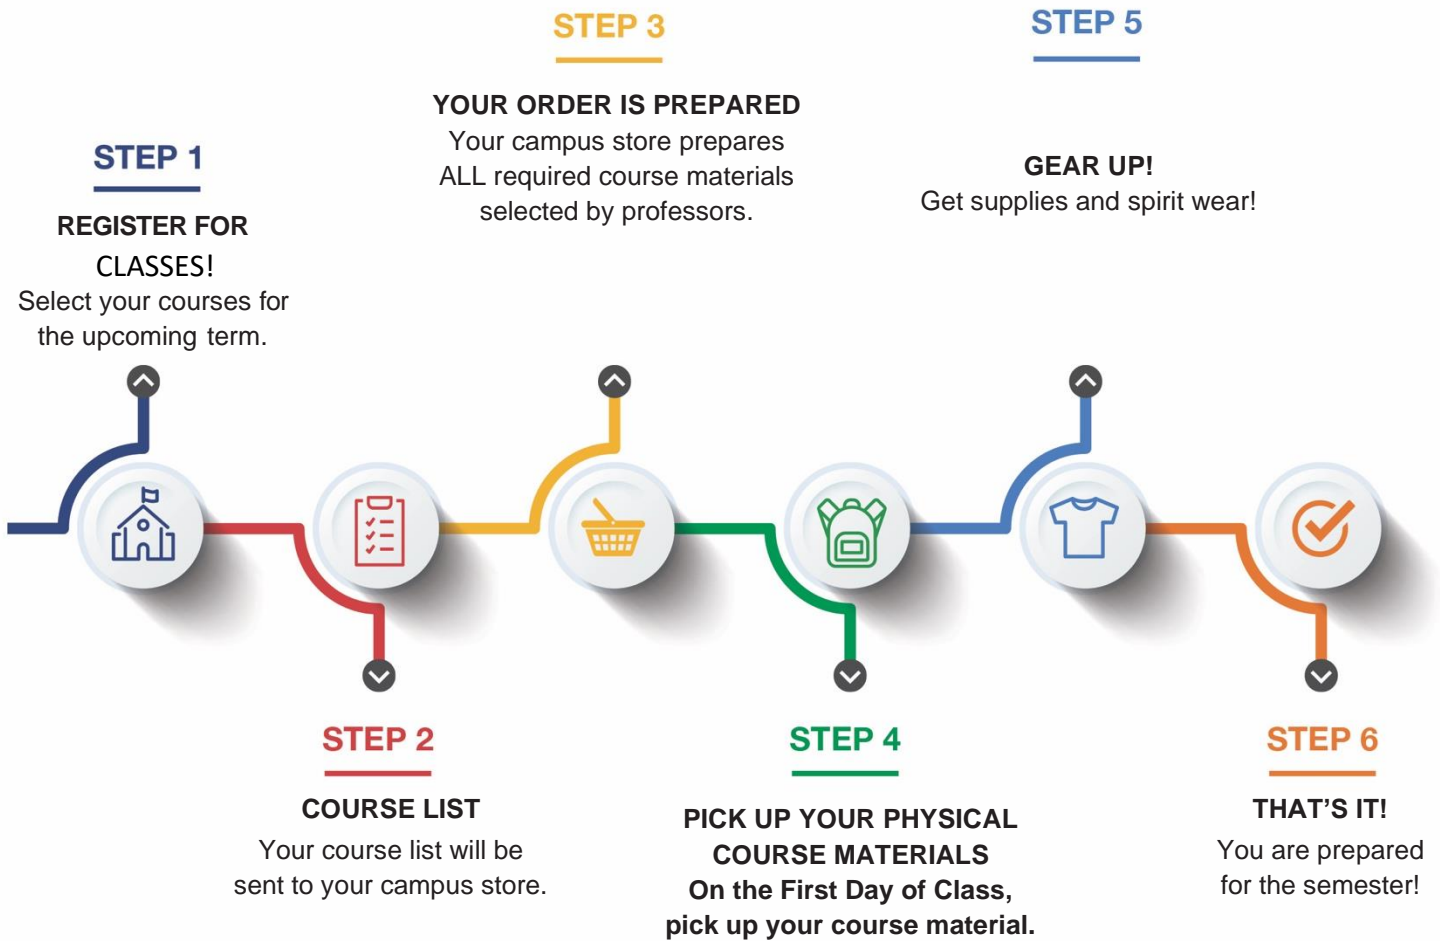 STEP 1
REGISTER FOR
CLASSES!
Select your courses for
the upcoming term.
STEP 2
COURSE LIST
Your course list will be
sent to your campus store.
STEP 3
YOUR ORDER IS PREPARED
Your campus store prepares
ALL required course materials
selected by professors.
STEP 4
PICK UP YOUR PHYSICAL
COURSE MATERIALS
On the First Day of Class,
pick up your course material.
STEP 5
GEAR UP!
Get supplies and spirit wear!
STEP 6
THAT'S IT!
You are prepared
for the semester!